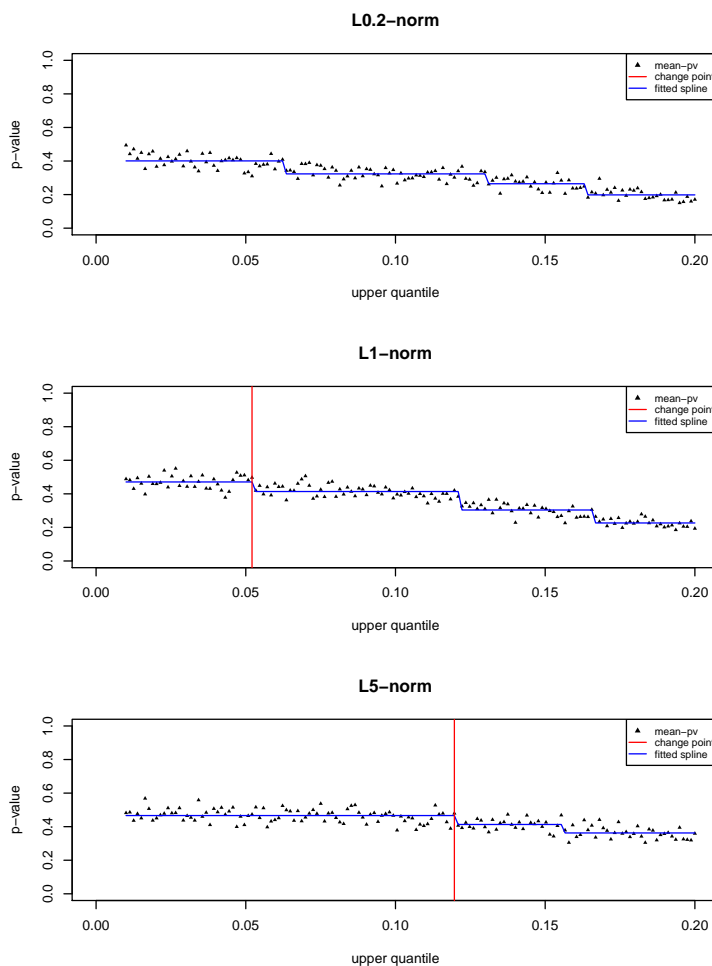 L0.2−norm
1.0
0.8
0.6
0.4
0.2
0.0
p−value
mean−pv
change point
fitted spline
0.00 0.05 0.10 0.15 0.20
upper quantile
L1−norm
1.0
0.8
0.6
0.4
0.2
0.0
p−value
mean−pv
change point
fitted spline
0.00 0.05 0.10 0.15 0.20
upper quantile
L5−norm
1.0
0.8
0.6
0.4
0.2
0.0
p−value
mean−pv
change point
fitted spline
0.00 0.05 0.10 0.15 0.20
upper quantile